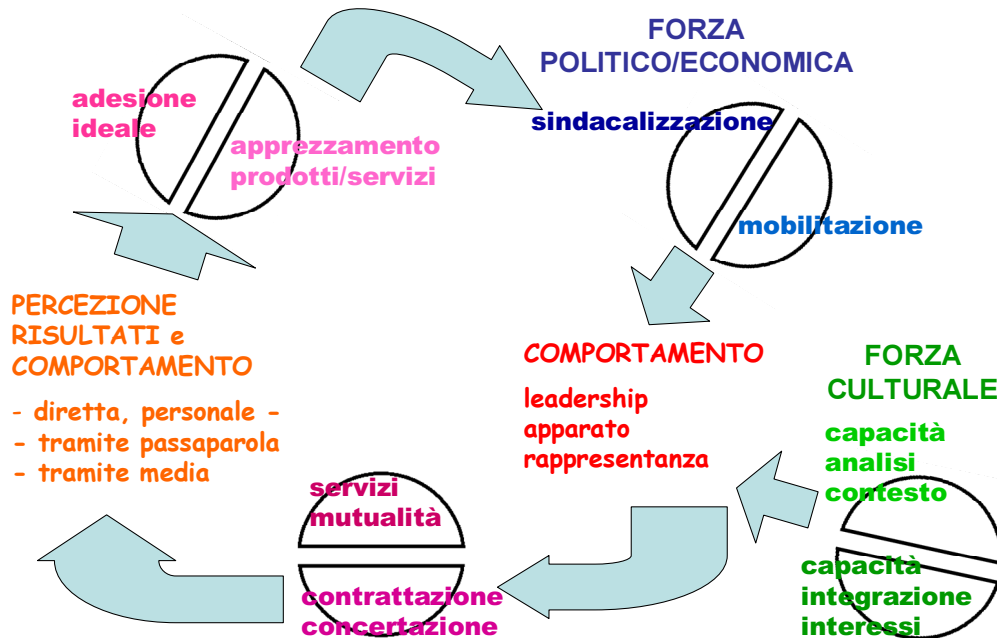 FORZA
POLITICO/ECONOMICA
adesione
ideale
apprezzamento
prodotti/servizi
sindacalizzazione
mobilitazione
PERCEZIONE
RISULTATI e
COMPORTAMENTO
- diretta, personale -
- tramite passaparola
- tramite media
COMPORTAMENTO
leadership
apparato
rappresentanza
FORZA
CULTURALE
capacità
analisi
contesto
capacità
integrazione
interessi
servizi
mutualità
contrattazione
concertazione